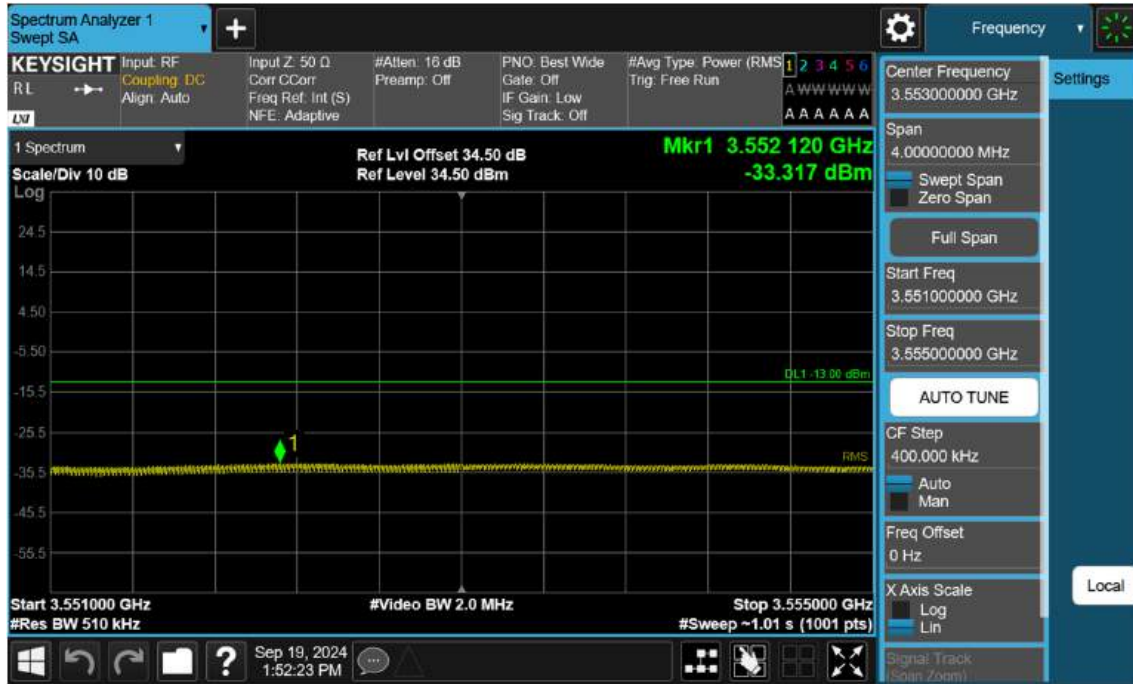 Spectrum Analyzer 1
Swept SA
+
Frequency
KEYSIGHT
RL
LXI
Input: RF
Coupling: DC
Align: Auto
Input Z: 50 Ω
Corr CCorr
Freq Ref: Int (S)
NFE: Adaptive
#Atten: 16 dB
Preamp: Off
PNO: Best Wide
Gate: Off
IF Gain: Low
Sig Track: Off
#Avg Type: Power (RMS
Trig: Free Run
1 2 3 4 5 6
A W W W W W
A A A A A A
1 Spectrum
Scale/Div 10 dB
Log
Ref Lvl Offset 34.50 dB
Ref Level 34.50 dBm
Mkr1 3.552 120 GHz
-33.317 dBm
24.5
14.5
4.50
-5.50
DL1 -13.00 dBm
-15.5
-25.5
1
RMS
-35.5
-45.5
-55.5
Start 3.551000 GHz
#Res BW 510 kHz
#Video BW 2.0 MHz
Stop 3.555000 GHz
#Sweep ~1.01 s (1001 pts)
Center Frequency
3.553000000 GHz
Settings
Span
4.00000000 MHz
Swept Span
Zero Span
Full Span
Start Freq
3.551000000 GHz
Stop Freq
3.555000000 GHz
AUTO TUNE
CF Step
400.000 kHz
Auto
Man
Freq Offset
0 Hz
X Axis Scale
Log
Lin
Local
Signal Track
(Span Zoom)
?
Sep 19, 2024
1:52:23 PM